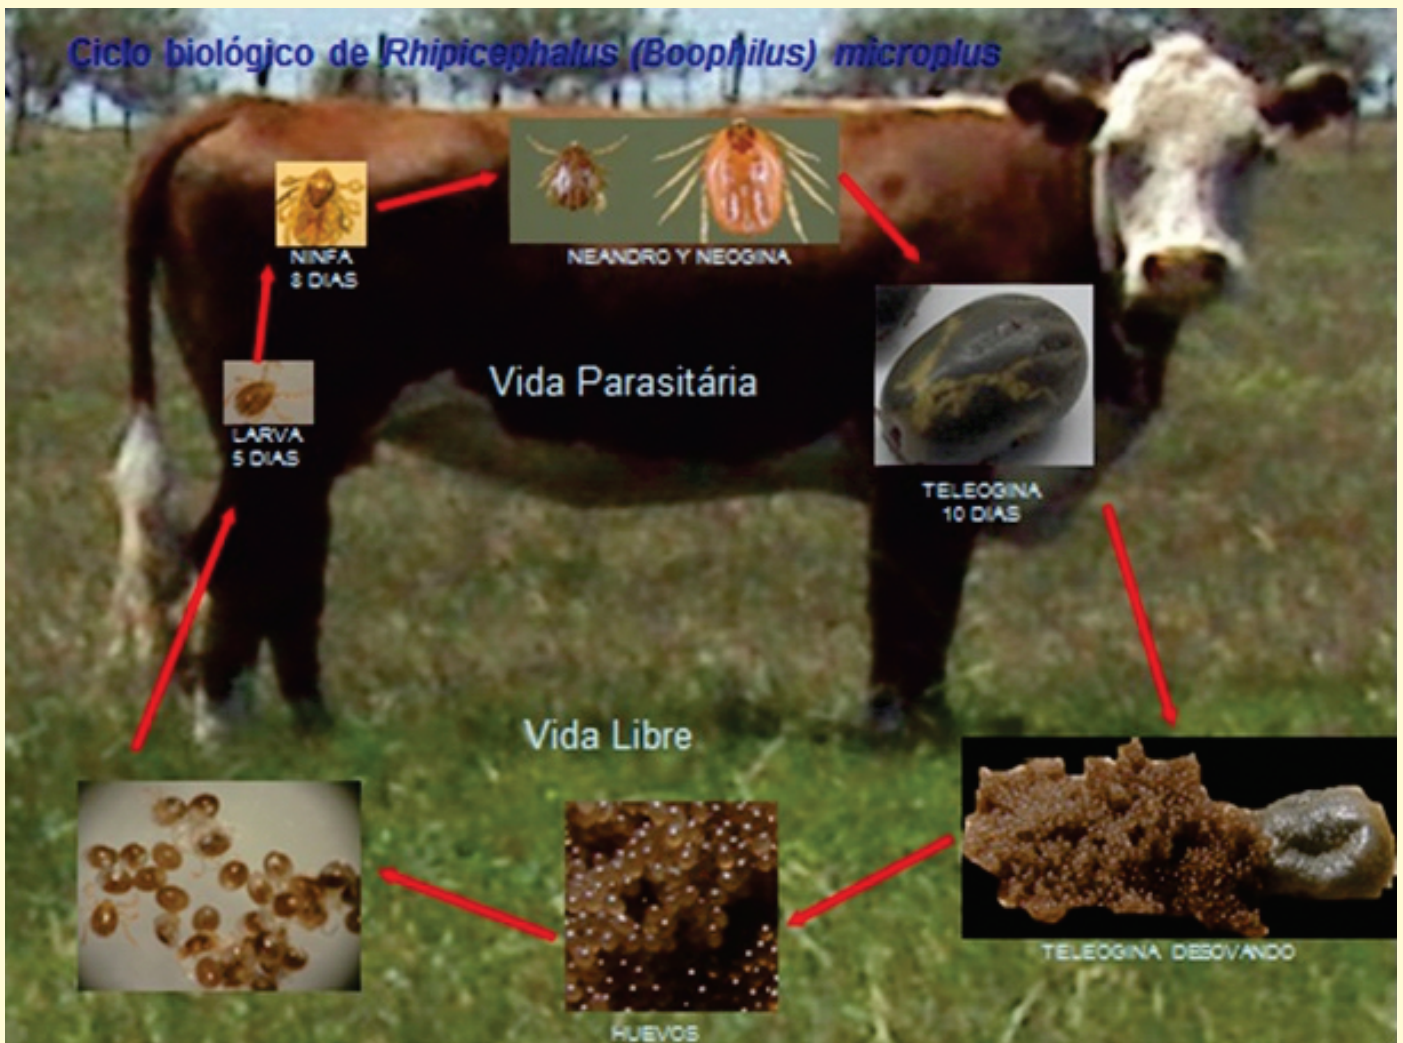 Ciclo biológico de Rhipicephalus (Boophilus) microplus
NINFA
8 DIAS
NEANDRO Y NEOGINA
LARVA
5 DIAS
Vida Parasitária
TELEOGINA
10 DIAS
Vida Libre
TELEOGINA DESOVANDO
HUEVOS